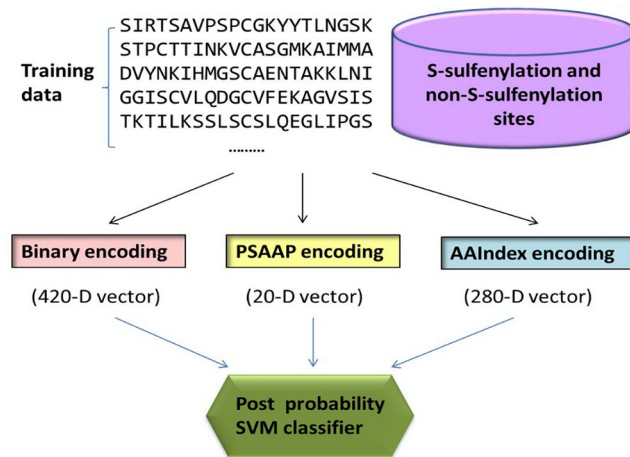 Training
data
SIRTSAVPSPCGKYYTLNGSK
STPCTTINKVCASGMKAIMMA
DVYNKIHMGSCAENTAKKLNI
GGISCVLQDGCVFEKAGVSIS
TKTILKSSLSCSLQEGLIPGS
.........
S-sulfenylation and
non-S-sulfenylation
sites
Binary encoding
PSAAP encoding
AAIndex encoding
(420-D vector)
(20-D vector)
(280-D vector)
Post probability
SVM classifier